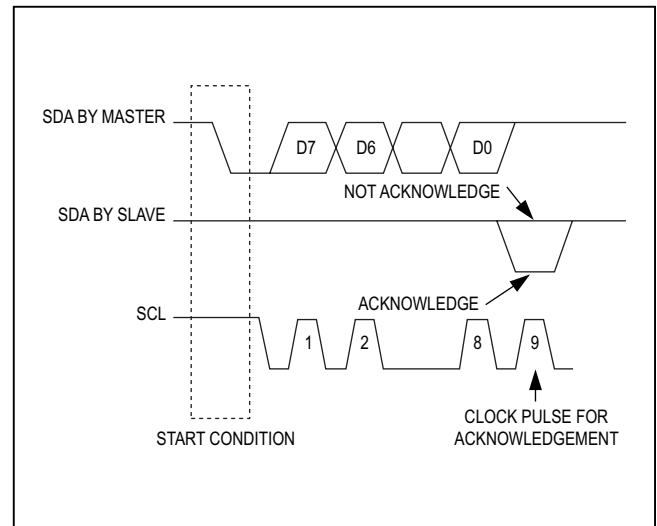 SDA BY MASTER
D7
D6
D0
NOT ACKNOWLEDGE
SDA BY SLAVE
ACKNOWLEDGE
SCL
1
2
8
9
START CONDITION
CLOCK PULSE FOR
ACKNOWLEDGEMENT